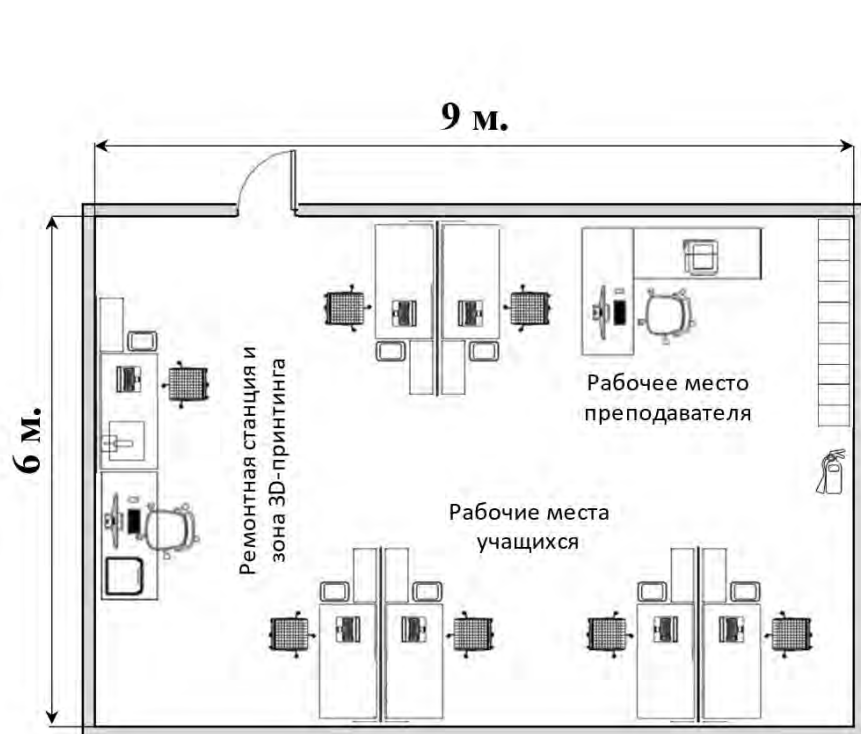 9 м.
6 м.
Ремонтная станция и
зона 3D-принтинга
Рабочее место
преподавателя
Рабочие места
учащихся